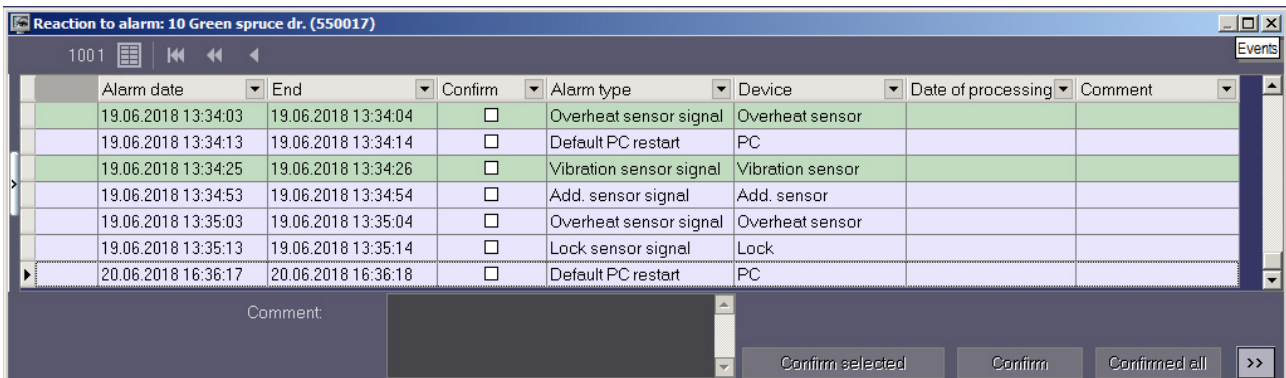 Reaction to alarm: 10 Green spruce dr. (550017)
1001
Events
Alarm date End Confirm Alarm type Device Date of processing Comment
19.06.2018 13:34:03 19.06.2018 13:34:04 Overheat sensor signal Overheat sensor
19.06.2018 13:34:13 19.06.2018 13:34:14 Default PC restart PC
19.06.2018 13:34:25 19.06.2018 13:34:26 Vibration sensor signal Vibration sensor
19.06.2018 13:34:53 19.06.2018 13:34:54 Add. sensor signal Add. sensor
19.06.2018 13:35:03 19.06.2018 13:35:04 Overheat sensor signal Overheat sensor
19.06.2018 13:35:13 19.06.2018 13:35:14 Lock sensor signal Lock
20.06.2018 16:36:17 20.06.2018 16:36:18 Default PC restart PC
Comment:
Confirm selected Confirm Confirmed all >>